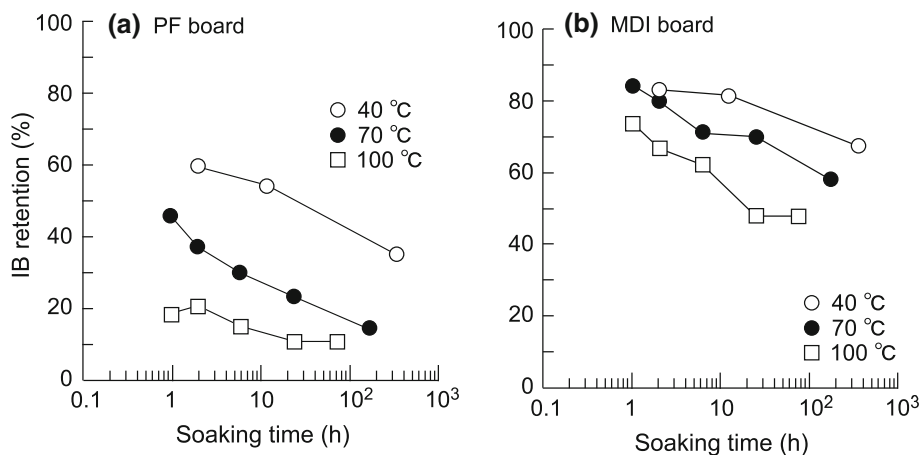 (a) PF board
100
80
60
40
20
0
0.1 1 10 10² 10³
IB retention (%)
Soaking time (h)
40 ℃
70 ℃
100 ℃
(b) MDI board
100
80
60
40
20
0
0.1 1 10 10² 10³
Soaking time (h)
40 ℃
70 ℃
100 ℃